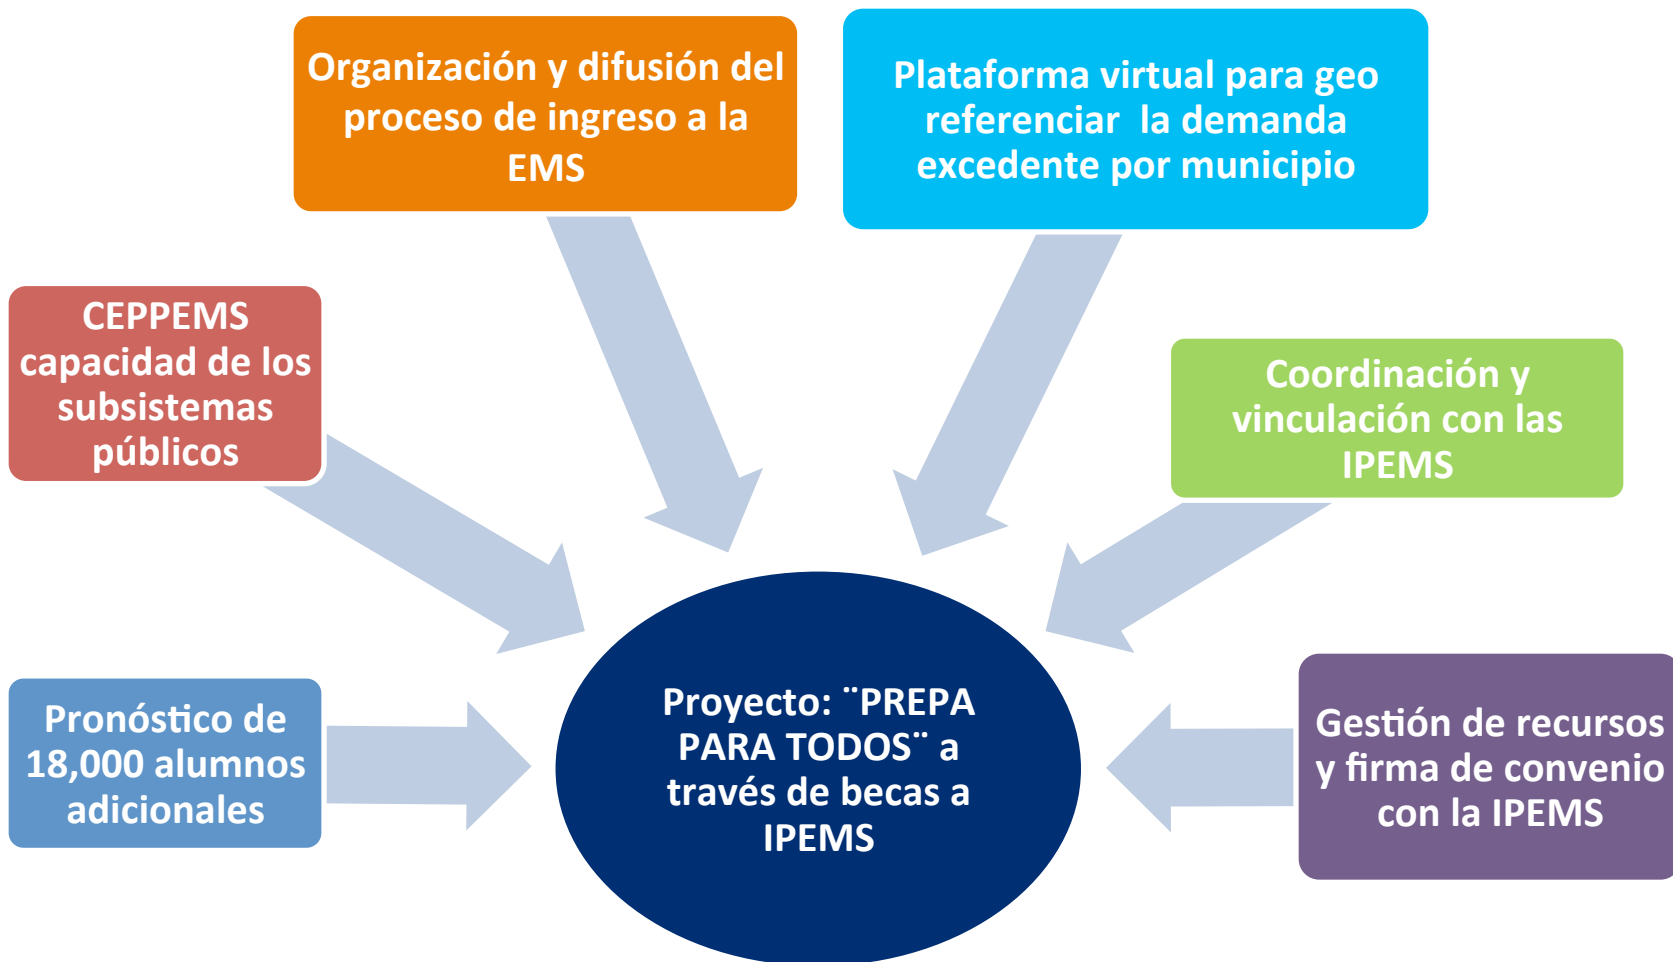 Organización y difusión del
proceso de ingreso a la
EMS
Plataforma virtual para geo
referenciar la demanda
excedente por municipio
CEPPEMS
capacidad de los
subsistemas
públicos
Coordinación y
vinculación con las
IPEMS
Pronóstico de
18,000 alumnos
adicionales
Proyecto: ¨PREPA
PARA TODOS¨ a
través de becas a
IPEMS
Gestión de recursos
y firma de convenio
con la IPEMS